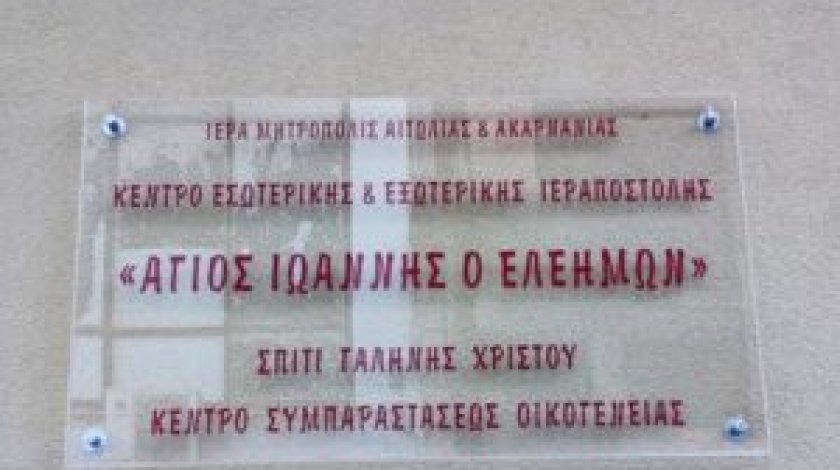 ΙΕΡΑ ΜΗΤΡΟΠΟΛΙΣ ΑΙΤΩΛΙΑΣ & ΑΚΑΡΝΑΝΙΑΣ
ΚΕΝΤΡΟ ΕΣΩΤΕΡΙΚΗΣ & ΕΞΩΤΕΡΙΚΗΣ ΙΕΡΑΠΟΣΤΟΛΗΣ
«ΑΓΙΟΣ ΙΩΑΝΝΗΣ Ο ΕΛΕΗΜΩΝ»
ΣΠΙΤΙ ΓΑΛΗΝΗΣ ΧΡΙΣΤΟΥ
ΚΕΝΤΡΟ ΣΥΜΠΑΡΑΣΤΑΣΕΩΣ ΟΙΚΟΓΕΝΕΙΑΣ